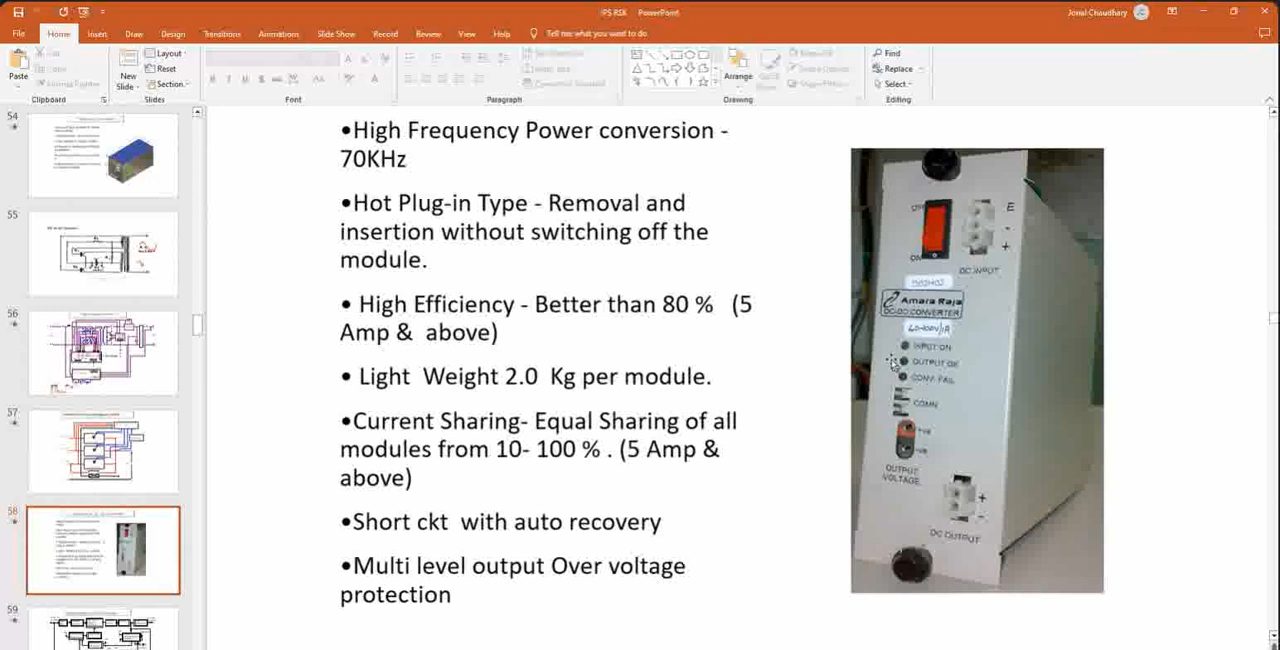 IPS RSK - PowerPoint
Jonal Chaudhary
File Home Insert Draw Design Transitions Animations Slide Show Record Review View Help Tell me what you want to do
Paste
Clipboard
New Slide
Layout
Reset
Section
Slides
Font
Paragraph
Arrange
Drawing
Find
Replace
Select
Editing
54
55
56
57
58
59
•High Frequency Power conversion -
70KHz
•Hot Plug-in Type - Removal and
insertion without switching off the
module.
• High Efficiency - Better than 80 % (5
Amp & above)
• Light Weight 2.0 Kg per module.
•Current Sharing- Equal Sharing of all
modules from 10- 100 % . (5 Amp &
above)
•Short ckt with auto recovery
•Multi level output Over voltage
protection
OFF
ON
E
-
+
DC INPUT
Amara Raja
DC-DC CONVERTER
INPUT ON
OUTPUT OK
CONV. FAIL
COMN
+ve
-ve
OUTPUT
VOLTAGE
+
-
DC OUTPUT